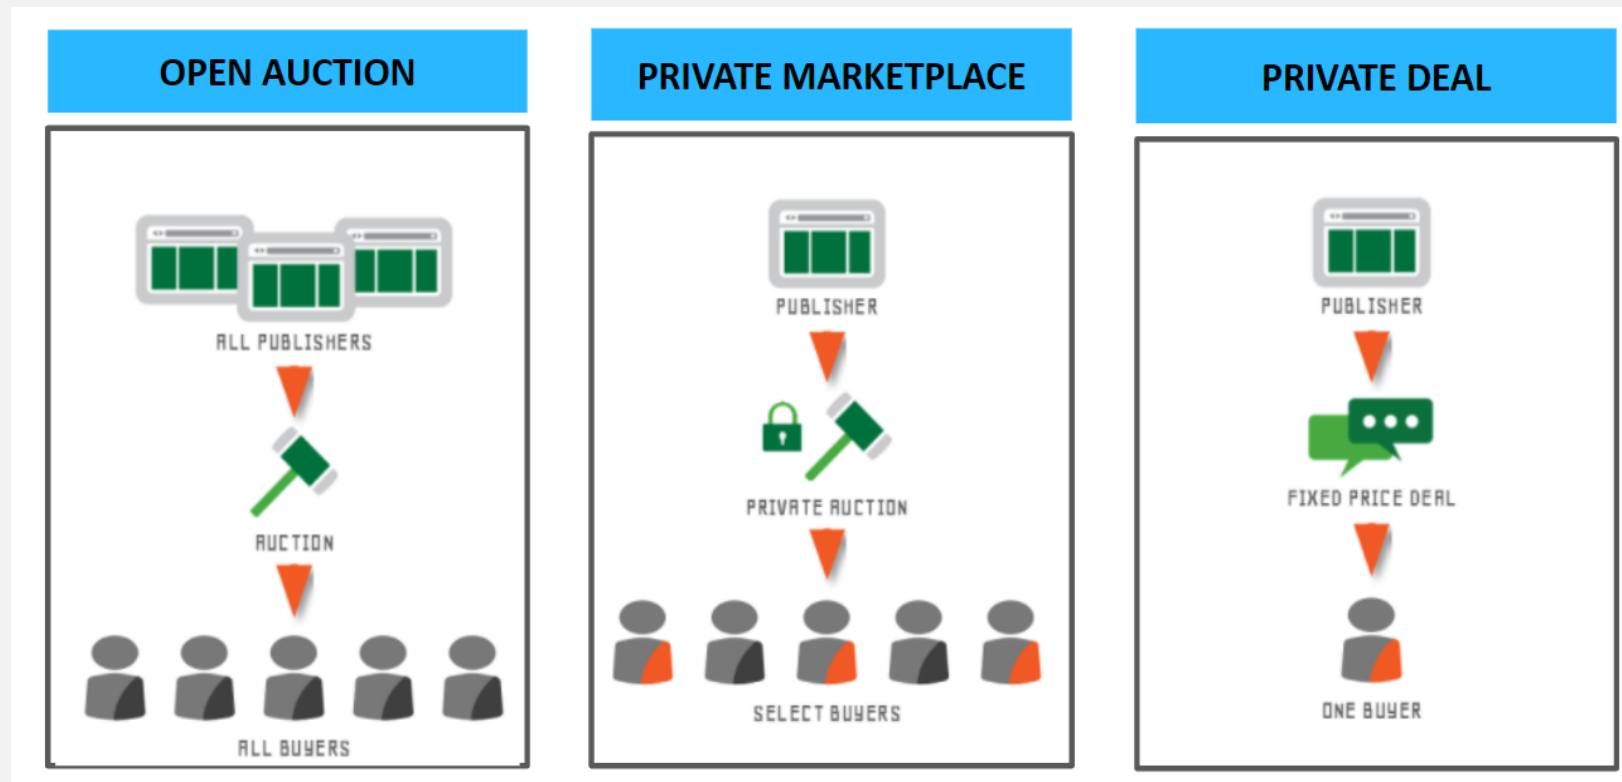 OPEN AUCTION
ALL PUBLISHERS
AUCTION
ALL BUYERS
PRIVATE MARKETPLACE
PUBLISHER
PRIVATE AUCTION
SELECT BUYERS
PRIVATE DEAL
PUBLISHER
FIXED PRICE DEAL
ONE BUYER